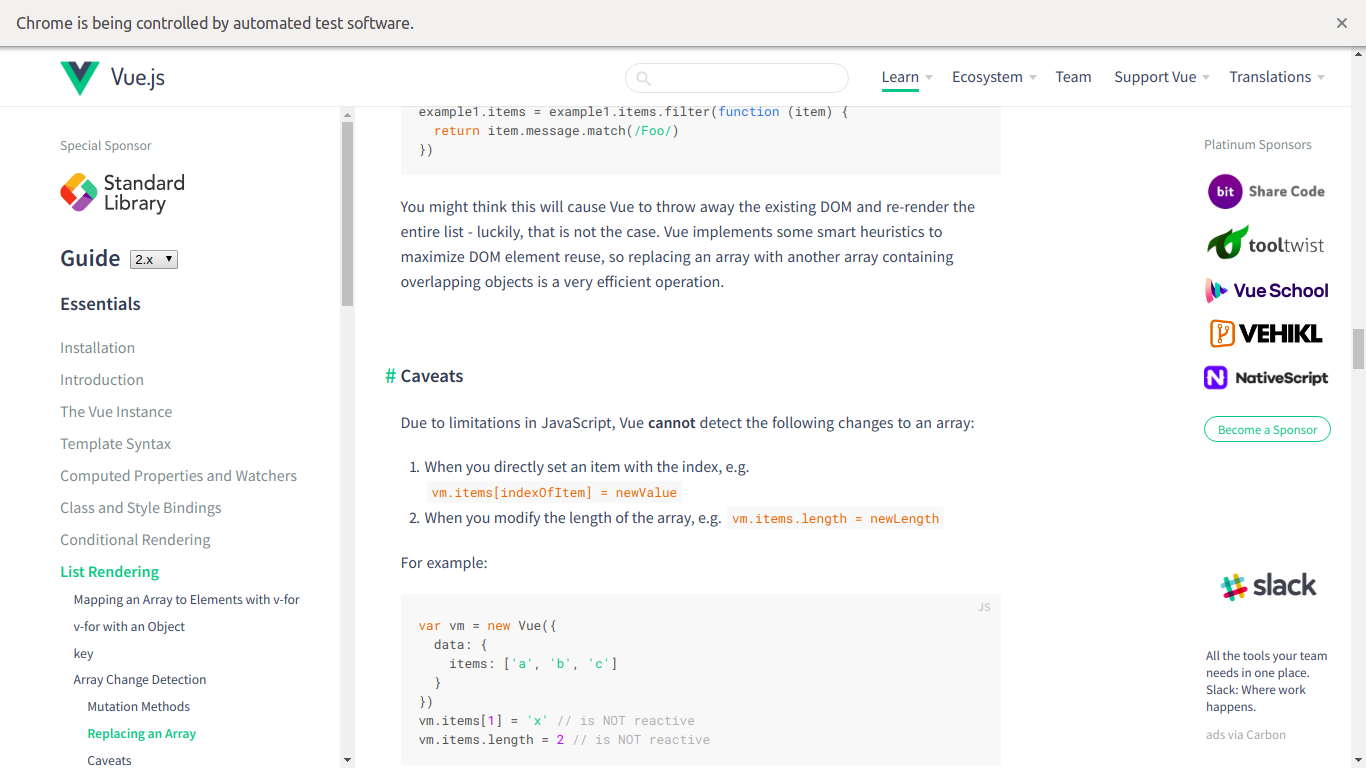 Chrome is being controlled by automated test software.
Vue.js
Learn
Ecosystem
Team
Support Vue
Translations
Special Sponsor
Standard
Library
Guide 2.x
Essentials
Installation
Introduction
The Vue Instance
Template Syntax
Computed Properties and Watchers
Class and Style Bindings
Conditional Rendering
List Rendering
Mapping an Array to Elements with v-for
v-for with an Object
key
Array Change Detection
Mutation Methods
Replacing an Array
Caveats
example1.items = example1.items.filter(function (item) {
return item.message.match(/Foo/)
})
You might think this will cause Vue to throw away the existing DOM and re-render the
entire list - luckily, that is not the case. Vue implements some smart heuristics to
maximize DOM element reuse, so replacing an array with another array containing
overlapping objects is a very efficient operation.
# Caveats
Due to limitations in JavaScript, Vue cannot detect the following changes to an array:
1. When you directly set an item with the index, e.g.
vm.items[indexOfItem] = newValue
2. When you modify the length of the array, e.g. vm.items.length = newLength
For example:
JS
var vm = new Vue({
data: {
items: ['a', 'b', 'c']
}
})
vm.items[1] = 'x' // is NOT reactive
vm.items.length = 2 // is NOT reactive
Platinum Sponsors
bit Share Code
tooltwist
Vue School
VEHIKL
N NativeScript
Become a Sponsor
slack
All the tools your team
needs in one place.
Slack: Where work
happens.
ads via Carbon